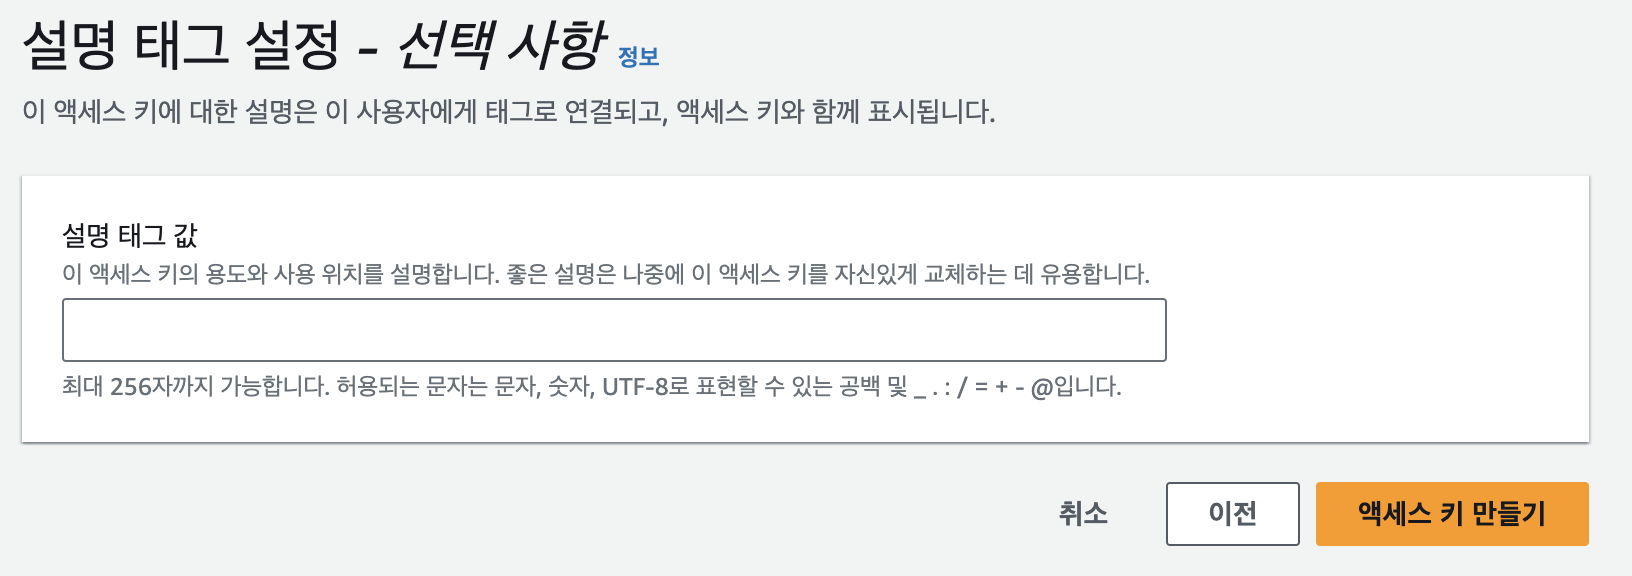 설명 태그 설정 - 선택 사항 정보
이 액세스 키에 대한 설명은 이 사용자에게 태그로 연결되고, 액세스 키와 함께 표시됩니다.
설명 태그 값
이 액세스 키의 용도와 사용 위치를 설명합니다. 좋은 설명은 나중에 이 액세스 키를 자신있게 교체하는 데 유용합니다.
최대 256자까지 가능합니다. 허용되는 문자는 문자, 숫자, UTF-8로 표현할 수 있는 공백 및 _ . : / = + - @입니다.
취소 이전 액세스 키 만들기